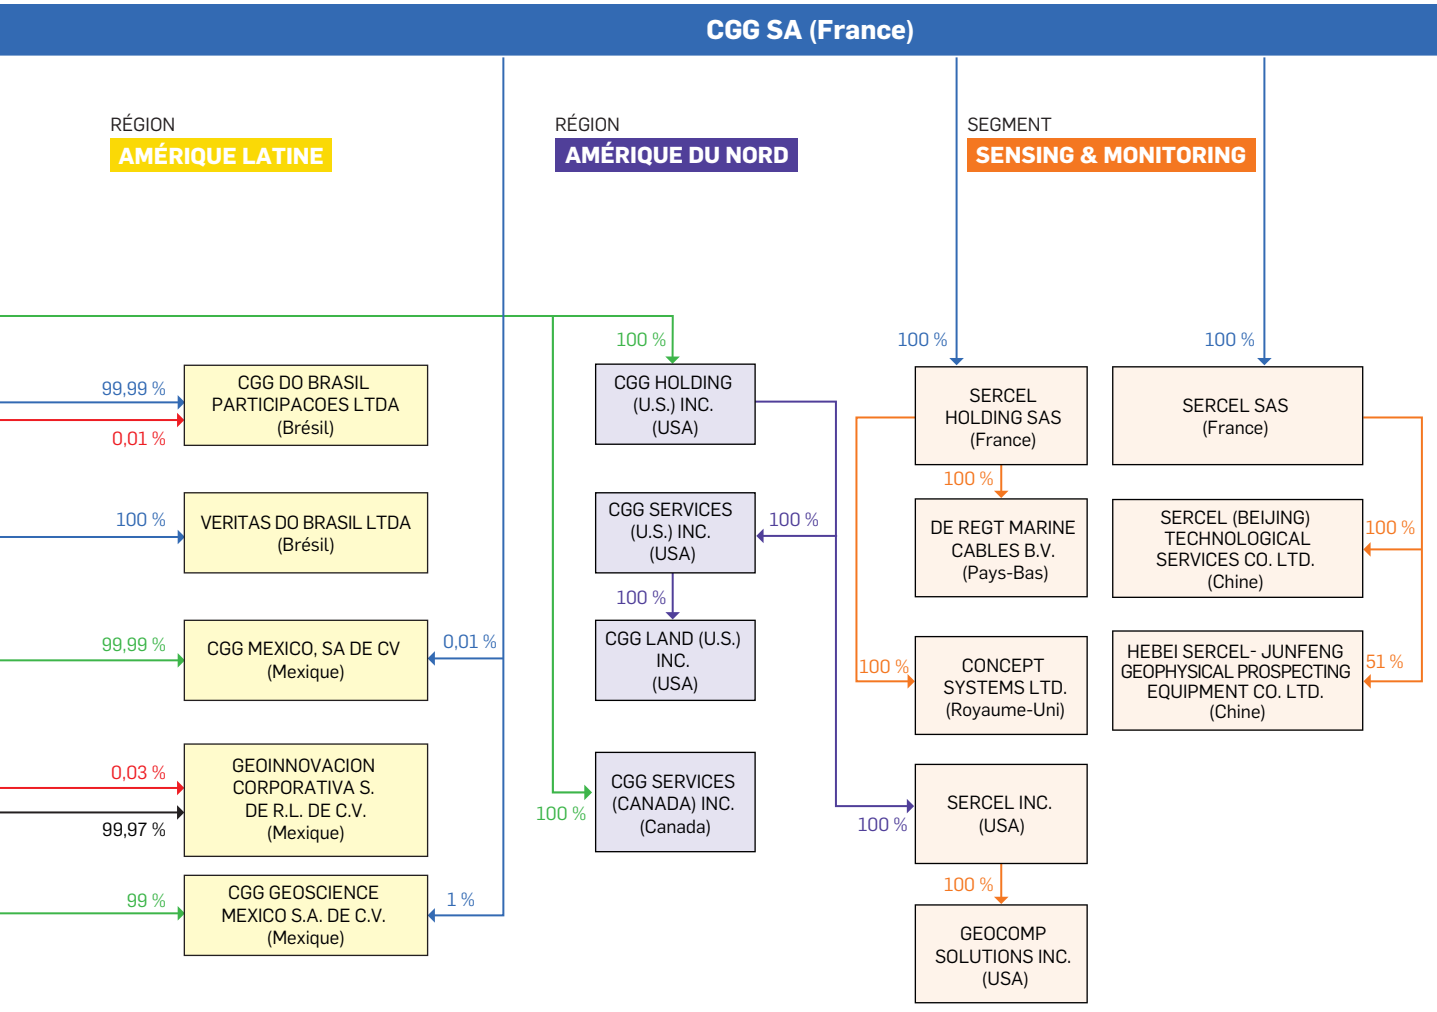 CGG SA (France)
RÉGION
AMÉRIQUE LATINE
99,99 %
0,01 %
CGG DO BRASIL
PARTICIPACOES LTDA
(Brésil)
100 %
VERITAS DO BRASIL LTDA
(Brésil)
99,99 %
CGG MEXICO, SA DE CV
(Mexique)
0,01 %
0,03 %
99,97 %
GEOINNOVACION
CORPORATIVA S.
DE R.L. DE C.V.
(Mexique)
99 %
CGG GEOSCIENCE
MEXICO S.A. DE C.V.
(Mexique)
1 %
RÉGION
AMÉRIQUE DU NORD
100 %
CGG HOLDING
(U.S.) INC.
(USA)
CGG SERVICES
(U.S.) INC.
(USA)
100 %
100 %
CGG LAND (U.S.)
INC.
(USA)
100 %
CGG SERVICES
(CANADA) INC.
(Canada)
SEGMENT
SENSING & MONITORING
100 %
SERCEL
HOLDING SAS
(France)
100 %
DE REGT MARINE
CABLES B.V.
(Pays-Bas)
100 %
CONCEPT
SYSTEMS LTD.
(Royaume-Uni)
100 %
SERCEL INC.
(USA)
100 %
GEOCOMP
SOLUTIONS INC.
(USA)
100 %
SERCEL SAS
(France)
SERCEL (BEIJING)
TECHNOLOGICAL
SERVICES CO. LTD.
(Chine)
100 %
HEBEI SERCEL- JUNFENG
GEOPHYSICAL PROSPECTING
EQUIPMENT CO. LTD.
(Chine)
51 %